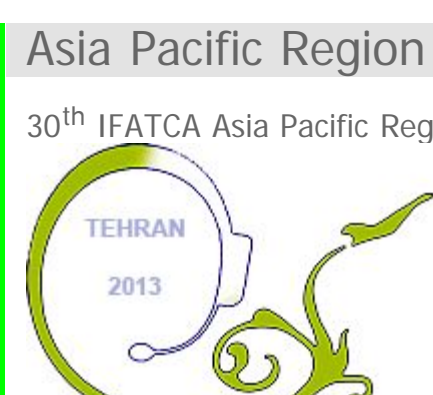 Asia Pacific Region
30th IFATCA Asia Pacific Reg
TEHRAN
2013